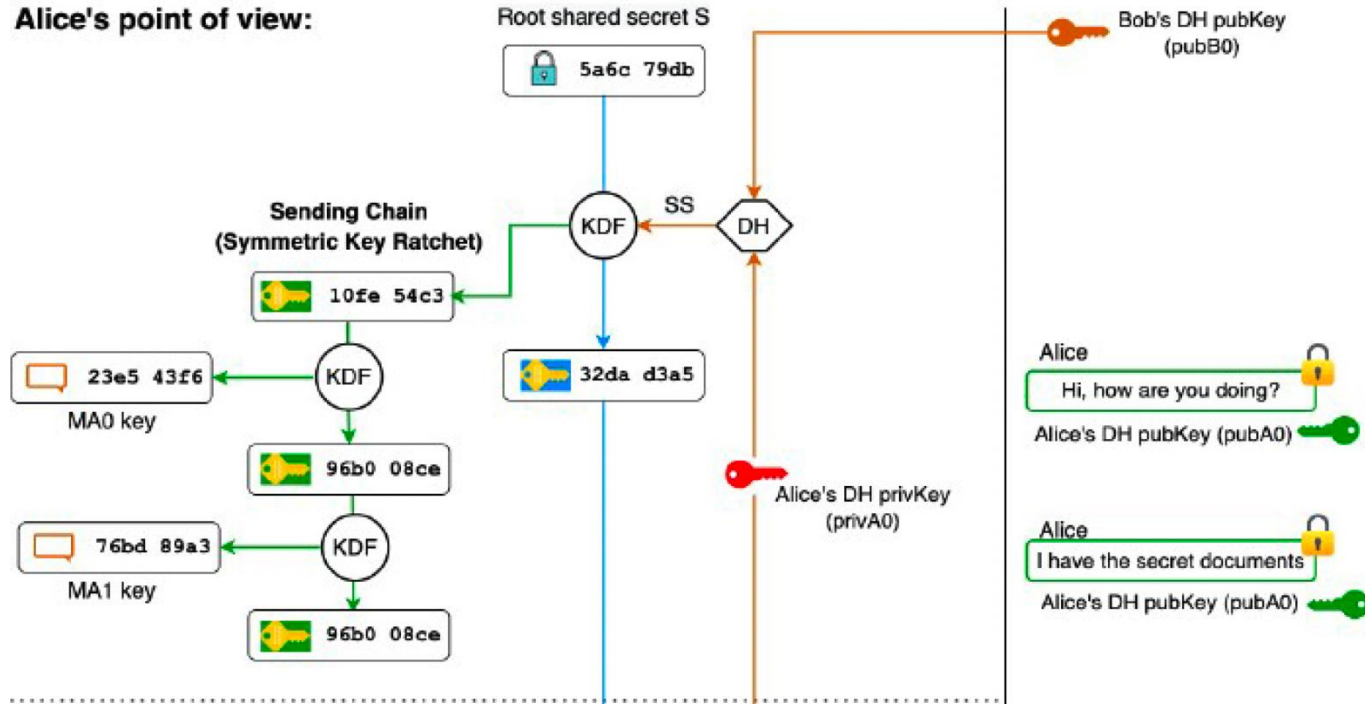 Alice's point of view:
Root shared secret S
5a6c 79db
Bob's DH pubKey
(pubB0)
Sending Chain
(Symmetric Key Ratchet)
KDF
SS
DH
10fe 54c3
23e5 43f6
KDF
MA0 key
32da d3a5
96b0 08ce
Alice's DH privKey
(privA0)
76bd 89a3
KDF
MA1 key
96b0 08ce
Alice
Hi, how are you doing?
Alice's DH pubKey (pubA0)
Alice
I have the secret documents
Alice's DH pubKey (pubA0)